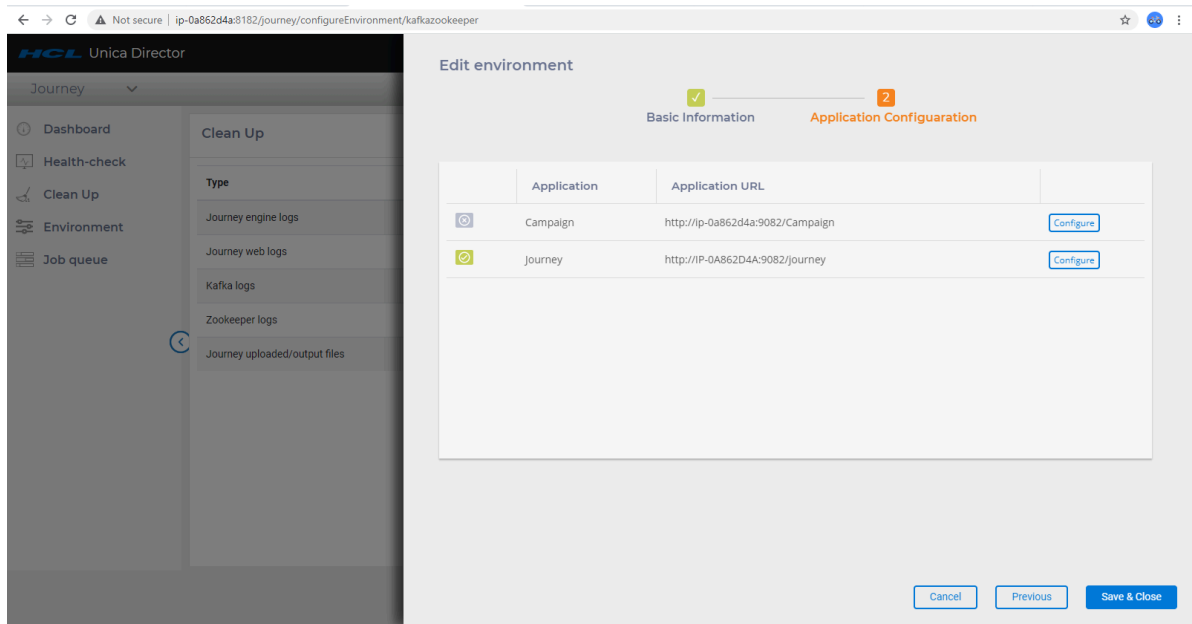 Not secure | ip-0a862d4a:8182/journey/configureEnvironment/kafkazookeeper
HCL Unica Director
Journey
Dashboard
Health-check
Clean Up
Environment
Job queue
Clean Up
Type
Journey engine logs
Journey web logs
Kafka logs
Zookeeper logs
Journey uploaded/output files
Edit environment
2
Basic Information
Application Configuaration
Application Application URL
Campaign http://ip-0a862d4a:9082/Campaign Configure
Journey http://IP-0A862D4A:9082/journey Configure
Cancel Previous Save & Close